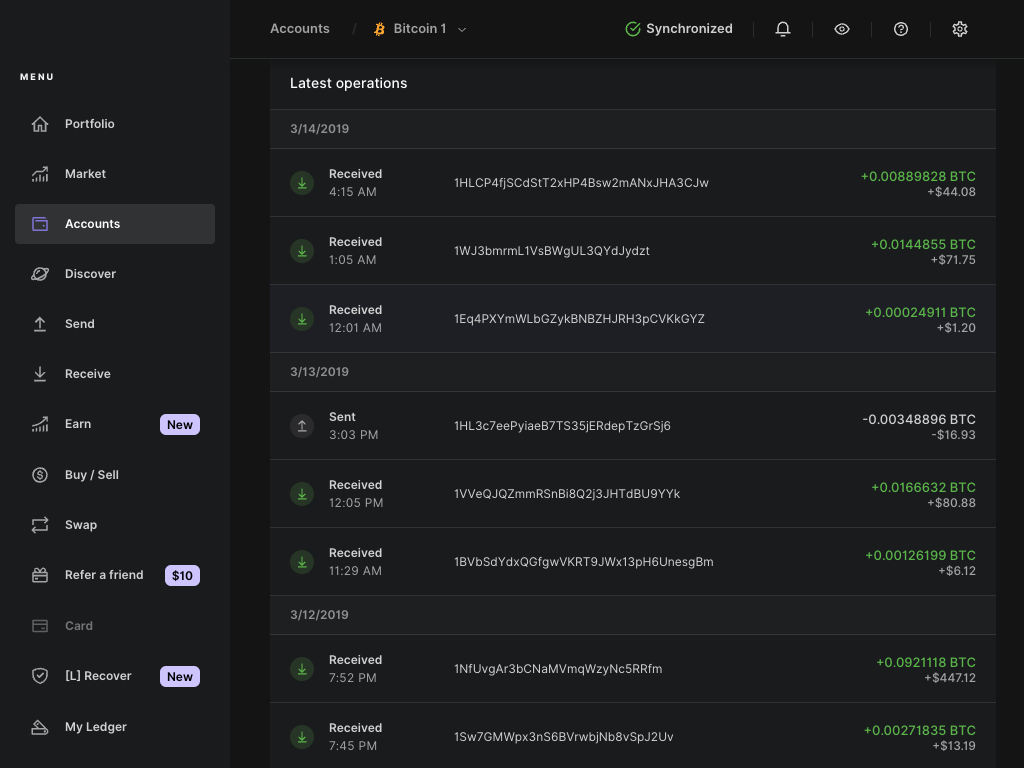 Accounts / Bitcoin 1
Synchronized
MENU
Portfolio
Market
Accounts
Discover
Send
Receive
Earn New
Buy / Sell
Swap
Refer a friend $10
Card
[L] Recover New
My Ledger
Latest operations
3/14/2019
Received 1HLCP4fjSCdStT2xHP4Bsw2mANxJHA3CJw +0.00889828 BTC
4:15 AM +$44.08
Received 1WJ3bmrmL1VsBWgUL3QYdJydzt +0.0144855 BTC
1:05 AM +$71.75
Received 1Eq4PXYmWLbGZykBNBZHJRH3pCVKkGYZ +0.00024911 BTC
12:01 AM +$1.20
3/13/2019
Sent 1HL3c7eePyiaeB7TS35jERdepTzGrSj6 -0.00348896 BTC
3:03 PM -$16.93
Received 1VVeQJQZmmRSnBi8Q2j3JHTdBU9YYk +0.0166632 BTC
12:05 PM +$80.88
Received 1BVbSdYdxQGfgwVKRT9JWx13pH6UnesgBm +0.00126199 BTC
11:29 AM +$6.12
3/12/2019
Received 1NfUvgAr3bCNaMVmqWzyNc5RRfm +0.0921118 BTC
7:52 PM +$447.12
Received 1Sw7GMWpx3nS6BVrwbjNb8vSpJ2Uv +0.00271835 BTC
7:45 PM +$13.19